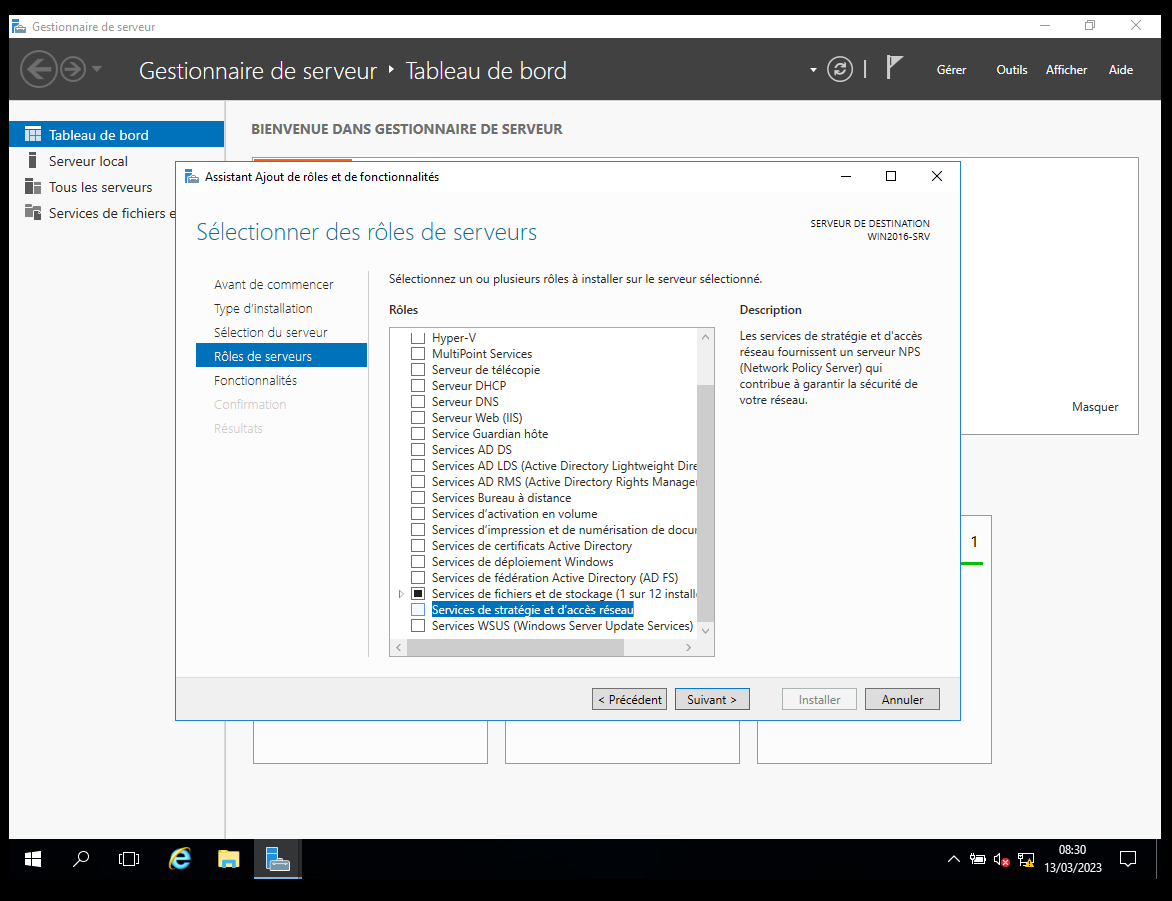 Gestionnaire de serveur
Gestionnaire de serveur ‣ Tableau de bord
Gérer Outils Afficher Aide
Tableau de bord
Serveur local
Tous les serveurs
Services de fichiers e
BIENVENUE DANS GESTIONNAIRE DE SERVEUR
Assistant Ajout de rôles et de fonctionnalités
Sélectionner des rôles de serveurs
SERVEUR DE DESTINATION
WIN2016-SRV
Avant de commencer
Type d'installation
Sélection du serveur
Rôles de serveurs
Fonctionnalités
Confirmation
Résultats
Sélectionnez un ou plusieurs rôles à installer sur le serveur sélectionné.
Rôles
Hyper-V
MultiPoint Services
Serveur de télécopie
Serveur DHCP
Serveur DNS
Serveur Web (IIS)
Service Guardian hôte
Services AD DS
Services AD LDS (Active Directory Lightweight Dire
Services AD RMS (Active Directory Rights Manage
Services Bureau à distance
Services d'activation en volume
Services d'impression et de numérisation de docu
Services de certificats Active Directory
Services de déploiement Windows
Services de fédération Active Directory (AD FS)
Services de fichiers et de stockage (1 sur 12 install
Services de stratégie et d'accès réseau
Services WSUS (Windows Server Update Services)
Description
Les services de stratégie et d'accès
réseau fournissent un serveur NPS
(Network Policy Server) qui
contribue à garantir la sécurité de
votre réseau.
Masquer
1
< Précédent
Suivant >
Installer
Annuler
08:30
13/03/2023